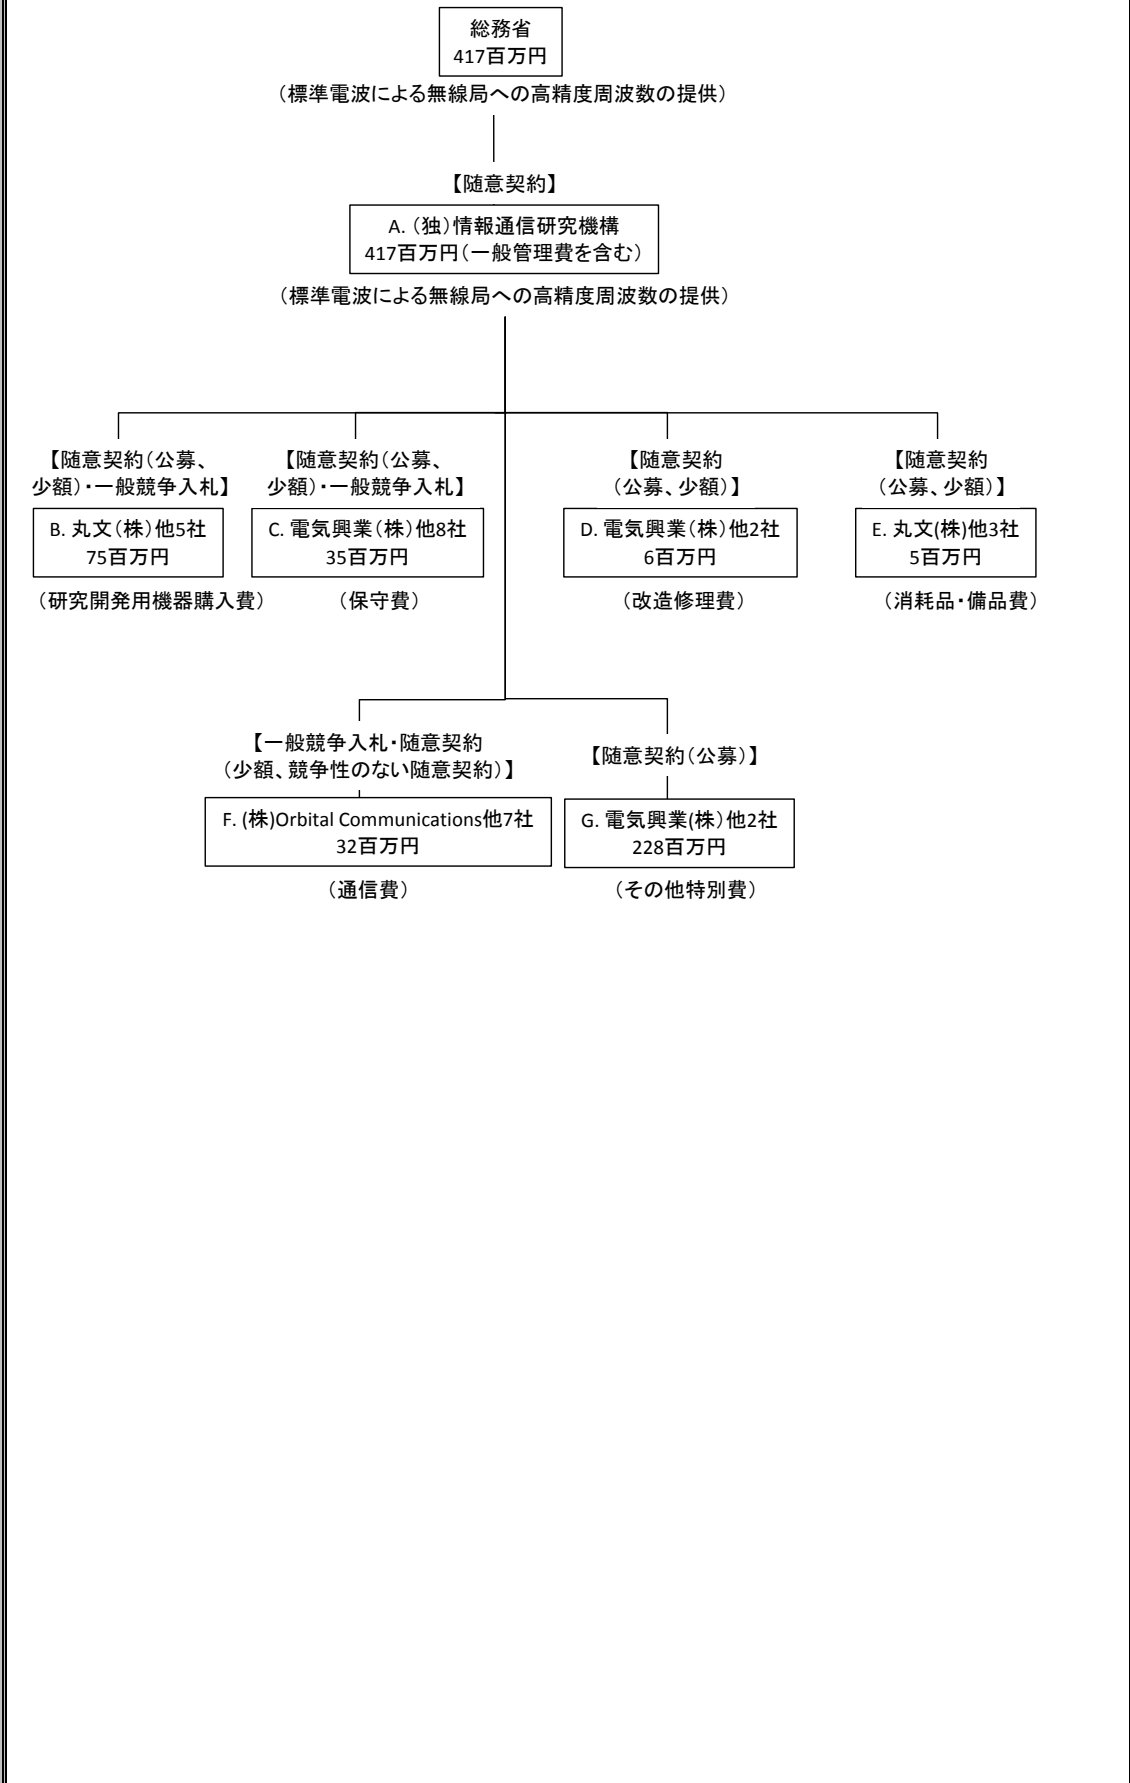 総務省
417百万円
（標準電波による無線局への高精度周波数の提供）
【随意契約】
A.（独）情報通信研究機構
417百万円（一般管理費を含む）
（標準電波による無線局への高精度周波数の提供）
【随意契約（公募、
少額）・一般競争入札】
B. 丸文（株）他5社
75百万円
（研究開発用機器購入費）
【随意契約（公募、
少額）・一般競争入札】
C. 電気興業（株）他8社
35百万円
（保守費）
【随意契約
（公募、少額）】
D. 電気興業（株）他2社
6百万円
（改造修理費）
【随意契約
（公募、少額）】
E. 丸文(株)他3社
5百万円
（消耗品・備品費）
【一般競争入札・随意契約
（少額、競争性のない随意契約）】
F. (株)Orbital Communications他7社
32百万円
（通信費）
【随意契約（公募）】
G. 電気興業(株）他2社
228百万円
（その他特別費）